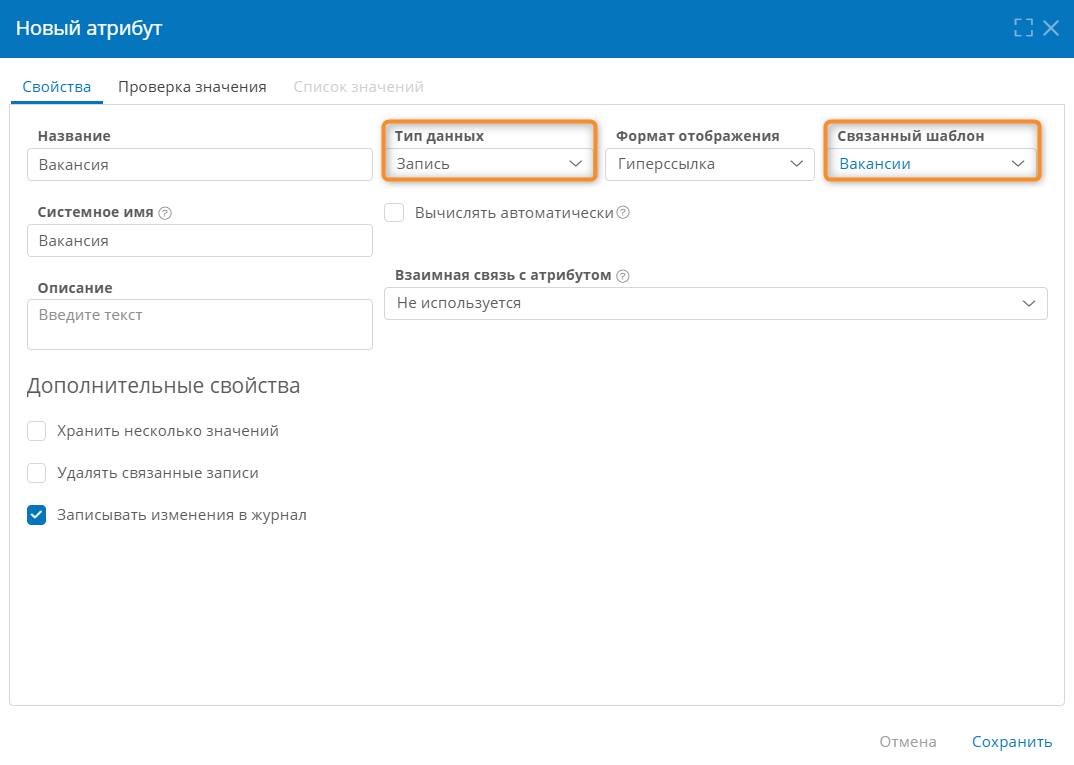 Новый атрибут
Свойства Проверка значения Список значений
Название Тип данных Формат отображения Связанный шаблон
Вакансия Запись Гиперссылка Вакансии
Системное имя Вычислять автоматически
Вакансия
Взаимная связь с атрибутом
Описание Не используется
Введите текст
Дополнительные свойства
Хранить несколько значений
Удалять связанные записи
Записывать изменения в журнал
Отмена Сохранить